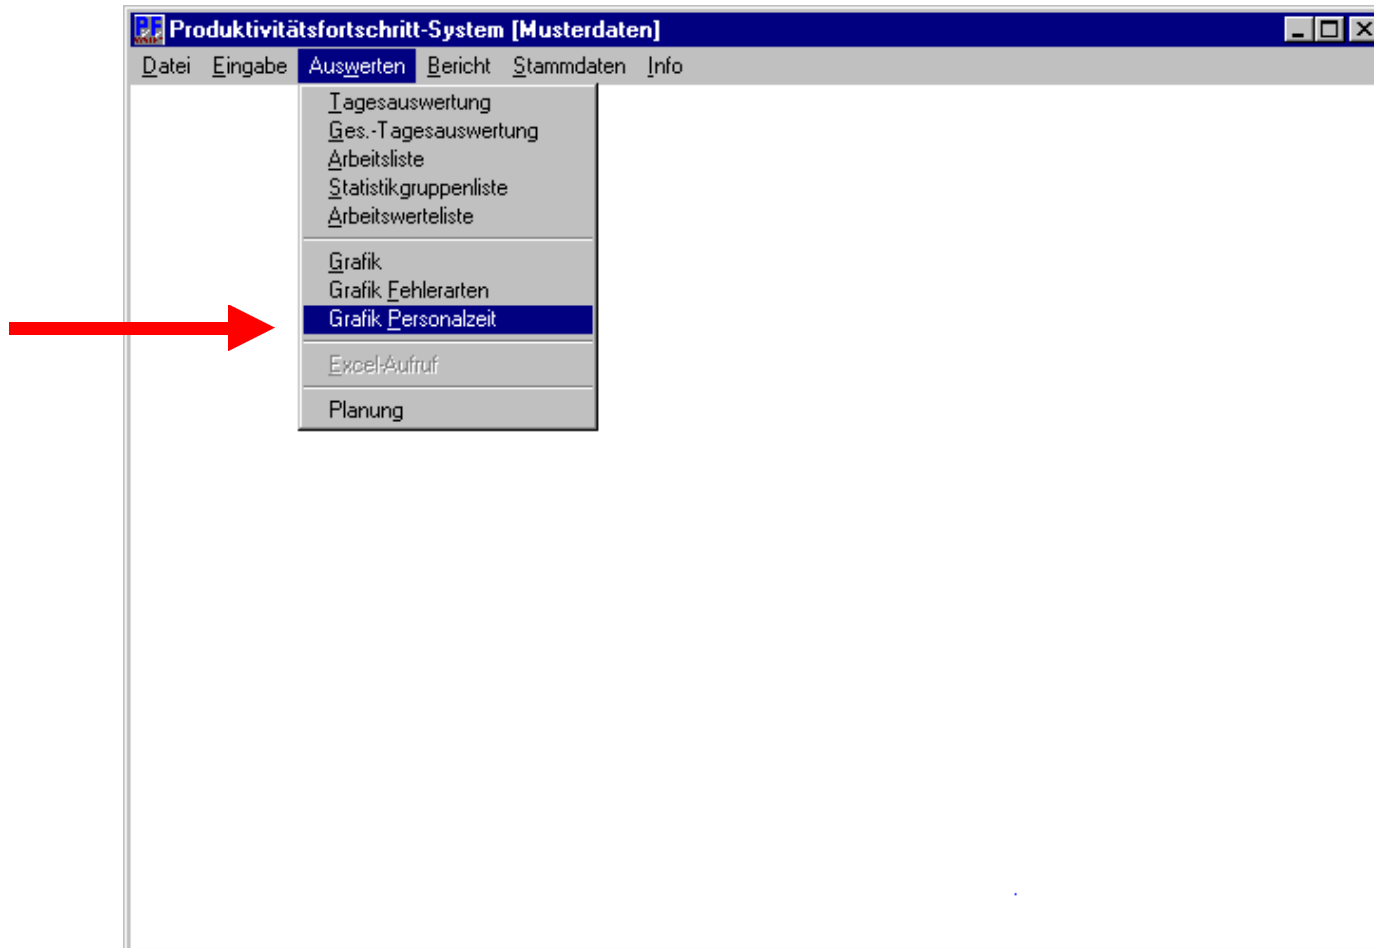 Produktivitätsfortschritt-System [Musterdaten]
Datei Eingabe Auswerten Bericht Stammdaten Info
Tagesauswertung
Ges.-Tagesauswertung
Arbeitsliste
Statistikgruppenliste
Arbeitswerteliste
Grafik
Grafik Fehlerarten
Grafik Personalzeit
Excel-Aufruf
Planung